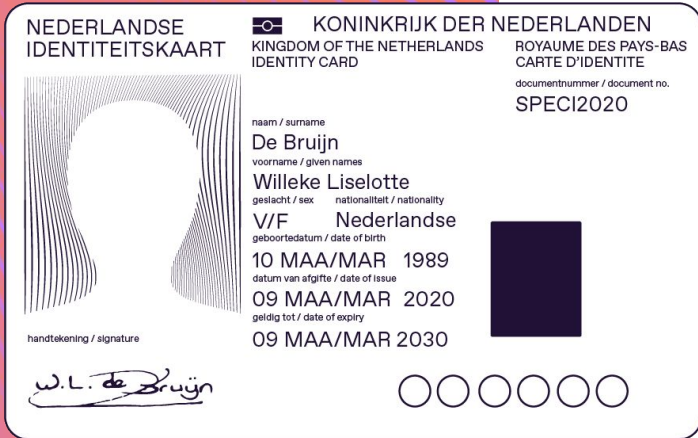 NEDERLANDSE
IDENTITEITSKAART
KONINKRIJK DER NEDERLANDEN
KINGDOM OF THE NETHERLANDS
IDENTITY CARD
ROYAUME DES PAYS-BAS
CARTE D'IDENTITE
documentnummer / document no.
SPECI2020
naam / surname
De Bruijn
voorname / given names
Willeke Liselotte
geslacht / sex nationaliteit / nationality
V/F Nederlandse
geboortedatum / date of birth
10 MAA/MAR 1989
datum van afgifte / date of issue
09 MAA/MAR 2020
geldig tot / date of expiry
09 MAA/MAR 2030
handtekening / signature
W.L. de Bruijn